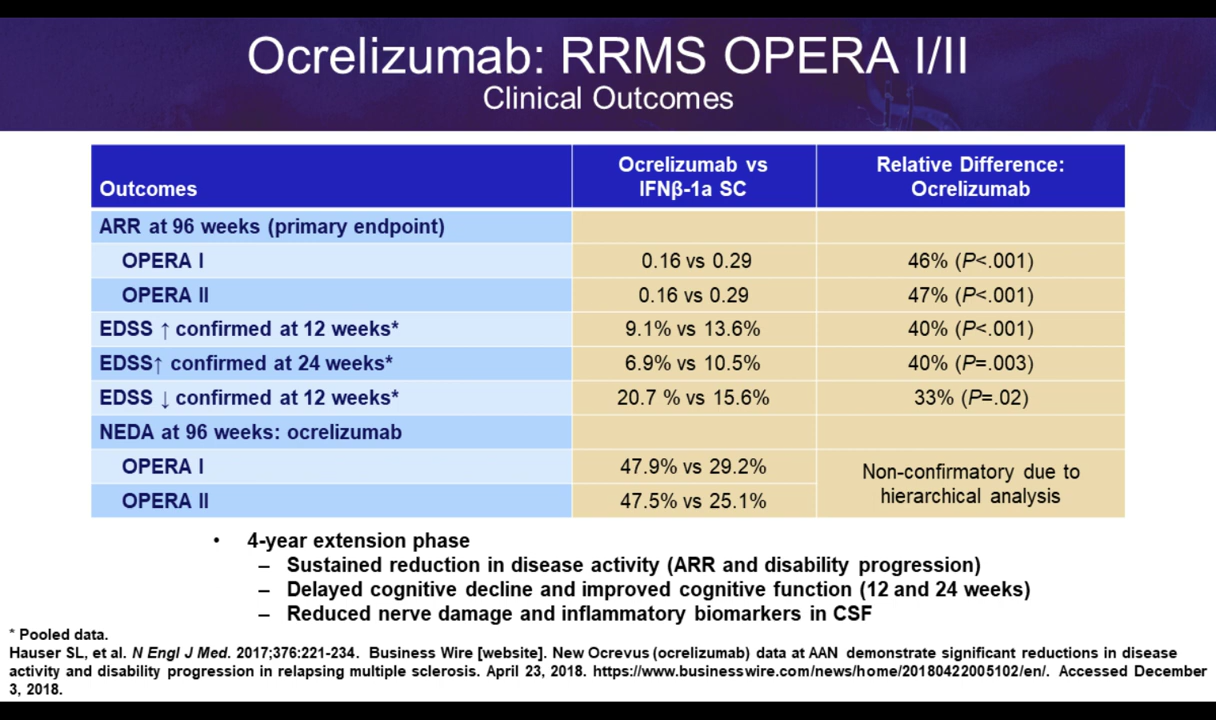 Ocrelizumab: RRMS OPERA I/II
Clinical Outcomes
Outcomes
Ocrelizumab vs
IFNβ-1a SC
Relative Difference:
Ocrelizumab
ARR at 96 weeks (primary endpoint)
OPERA I 0.16 vs 0.29 46% (P<.001)
OPERA II 0.16 vs 0.29 47% (P<.001)
EDSS ↑ confirmed at 12 weeks* 9.1% vs 13.6% 40% (P<.001)
EDSS↑ confirmed at 24 weeks* 6.9% vs 10.5% 40% (P=.003)
EDSS ↓ confirmed at 12 weeks* 20.7 % vs 15.6% 33% (P=.02)
NEDA at 96 weeks: ocrelizumab
OPERA I 47.9% vs 29.2%
OPERA II 47.5% vs 25.1%
Non-confirmatory due to
hierarchical analysis
• 4-year extension phase
– Sustained reduction in disease activity (ARR and disability progression)
– Delayed cognitive decline and improved cognitive function (12 and 24 weeks)
– Reduced nerve damage and inflammatory biomarkers in CSF
* Pooled data.
Hauser SL, et al. N Engl J Med. 2017;376:221-234. Business Wire [website]. New Ocrevus (ocrelizumab) data at AAN demonstrate significant reductions in disease
activity and disability progression in relapsing multiple sclerosis. April 23, 2018. https://www.businesswire.com/news/home/20180422005102/en/. Accessed December
3, 2018.